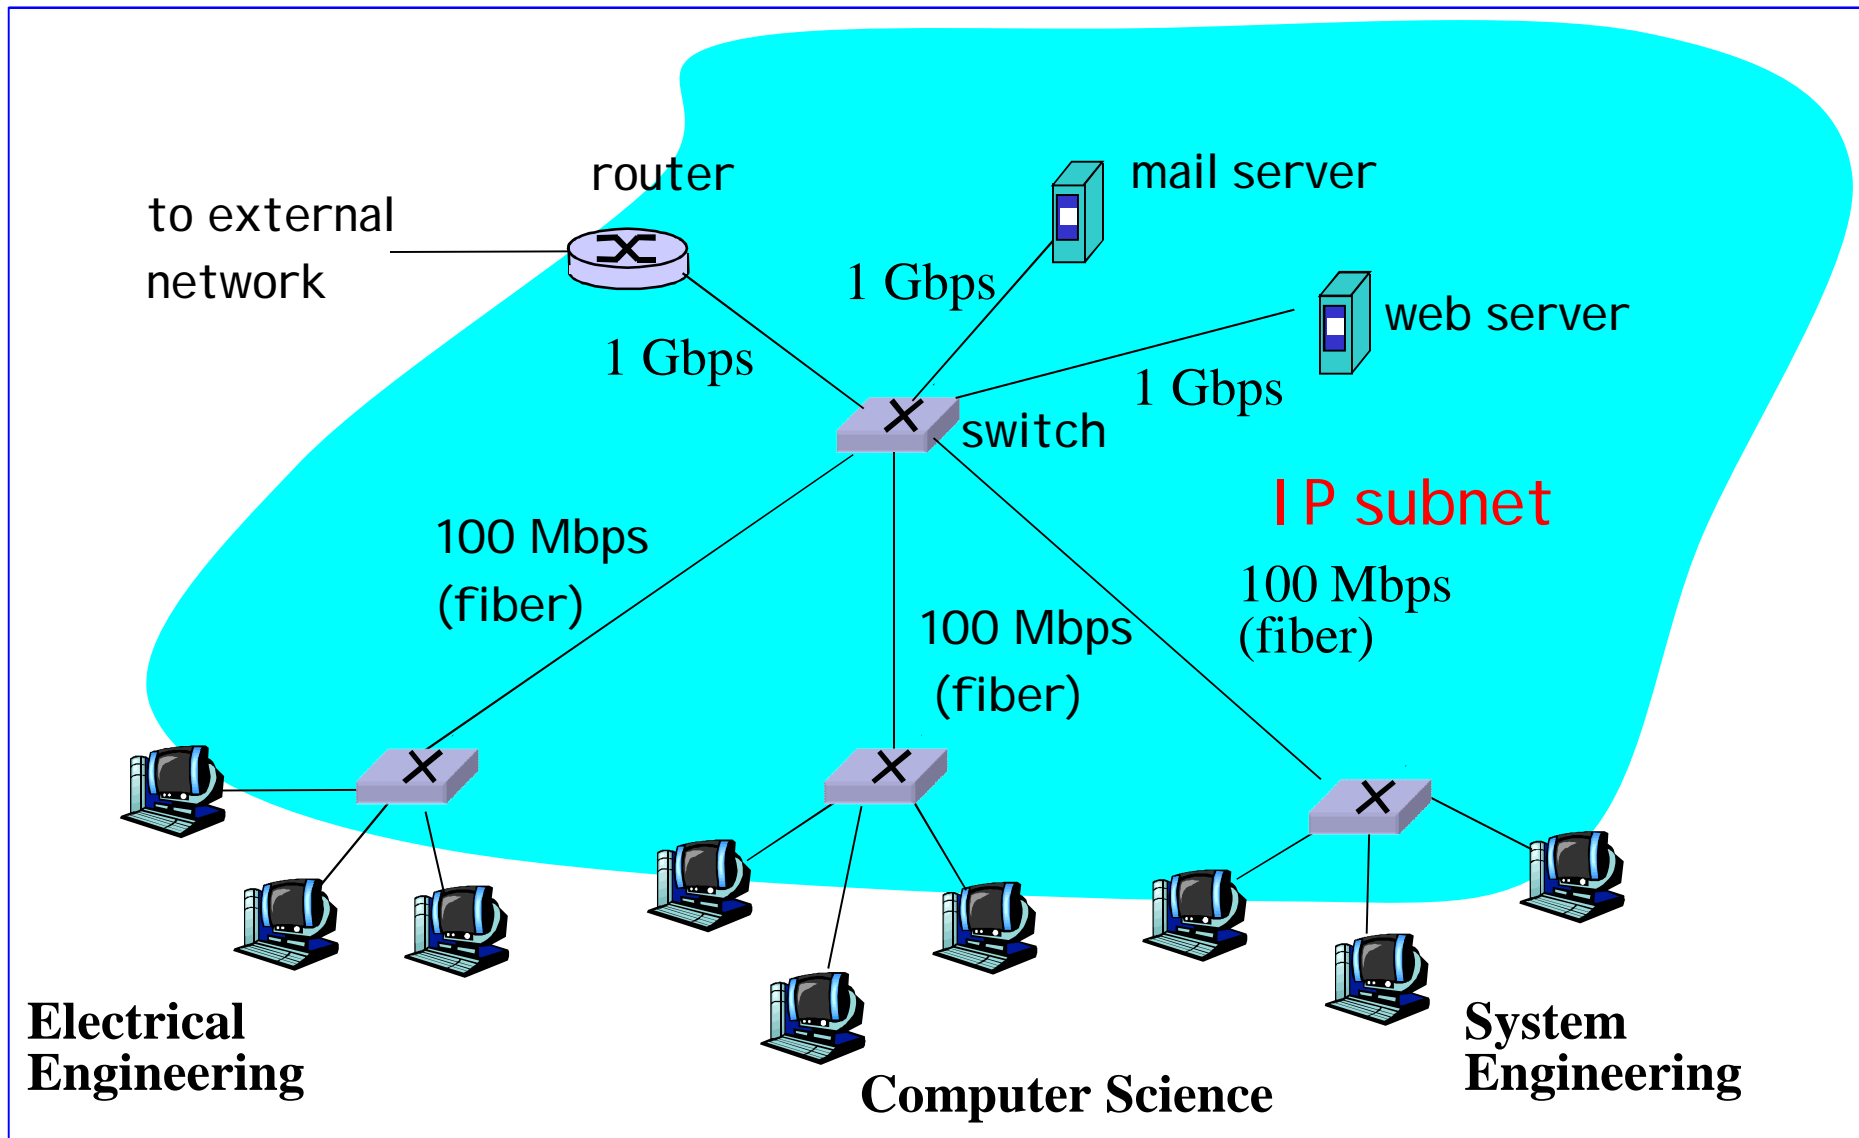 router
mail server
to external
network
1 Gbps
web server
1 Gbps
1 Gbps
switch
IP subnet
100 Mbps
(fiber)
100 Mbps
(fiber)
100 Mbps
(fiber)
Electrical
Engineering
System
Engineering
Computer Science